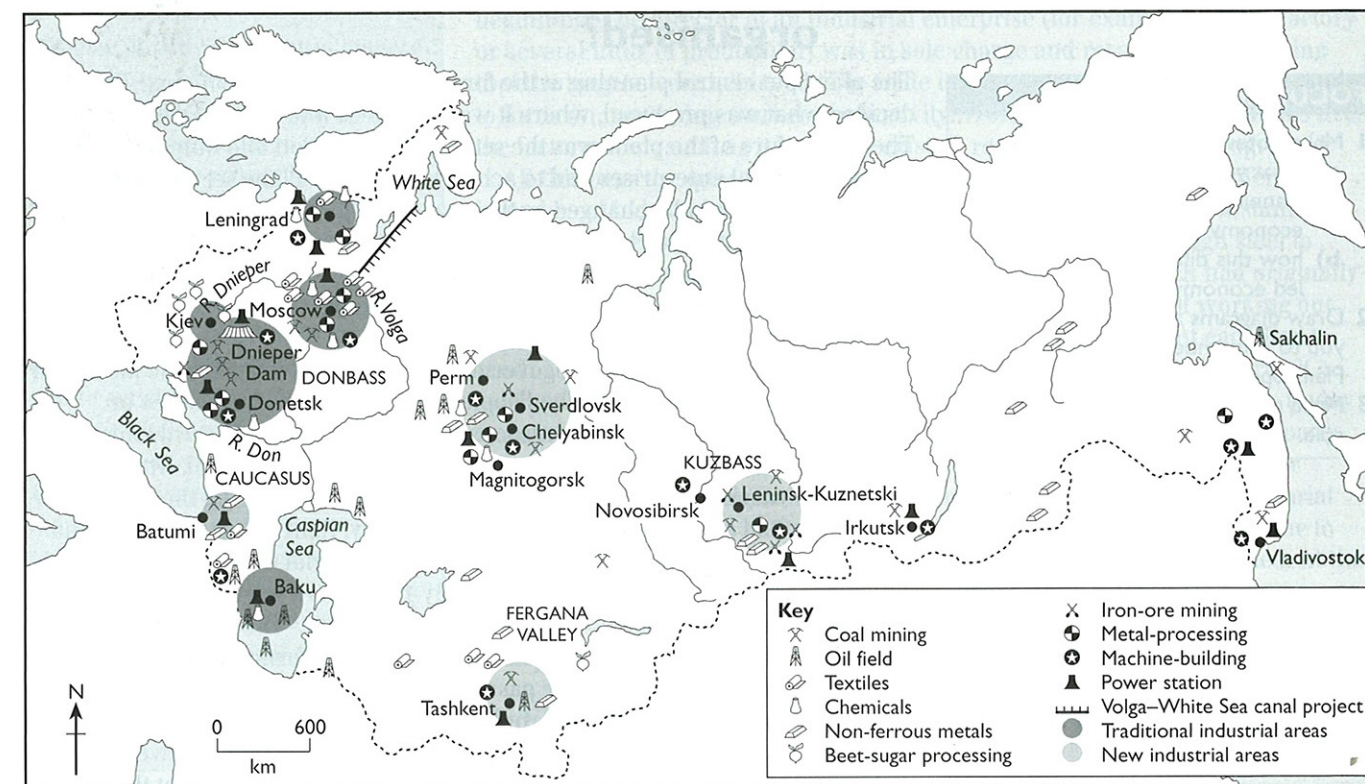 White Sea
Leningrad
R. Dnieper
Kiev
Moscow
R. Volga
Dnieper
Dam
DONBASS
Donetsk
Black Sea
R. Don
CAUCASUS
Batumi
Caspian
Sea
Baku
Perm
Sverdlovsk
Chelyabinsk
Magnitogorsk
KUZBASS
Leninsk-Kuznetski
Novosibirsk
Irkutsk
Sakhalin
Vladivostok
FERGANA
VALLEY
Tashkent
N
0 600
km
Key
Coal mining
Oil field
Textiles
Chemicals
Non-ferrous metals
Beet-sugar processing
Iron-ore mining
Metal-processing
Machine-building
Power station
Volga–White Sea canal project
Traditional industrial areas
New industrial areas